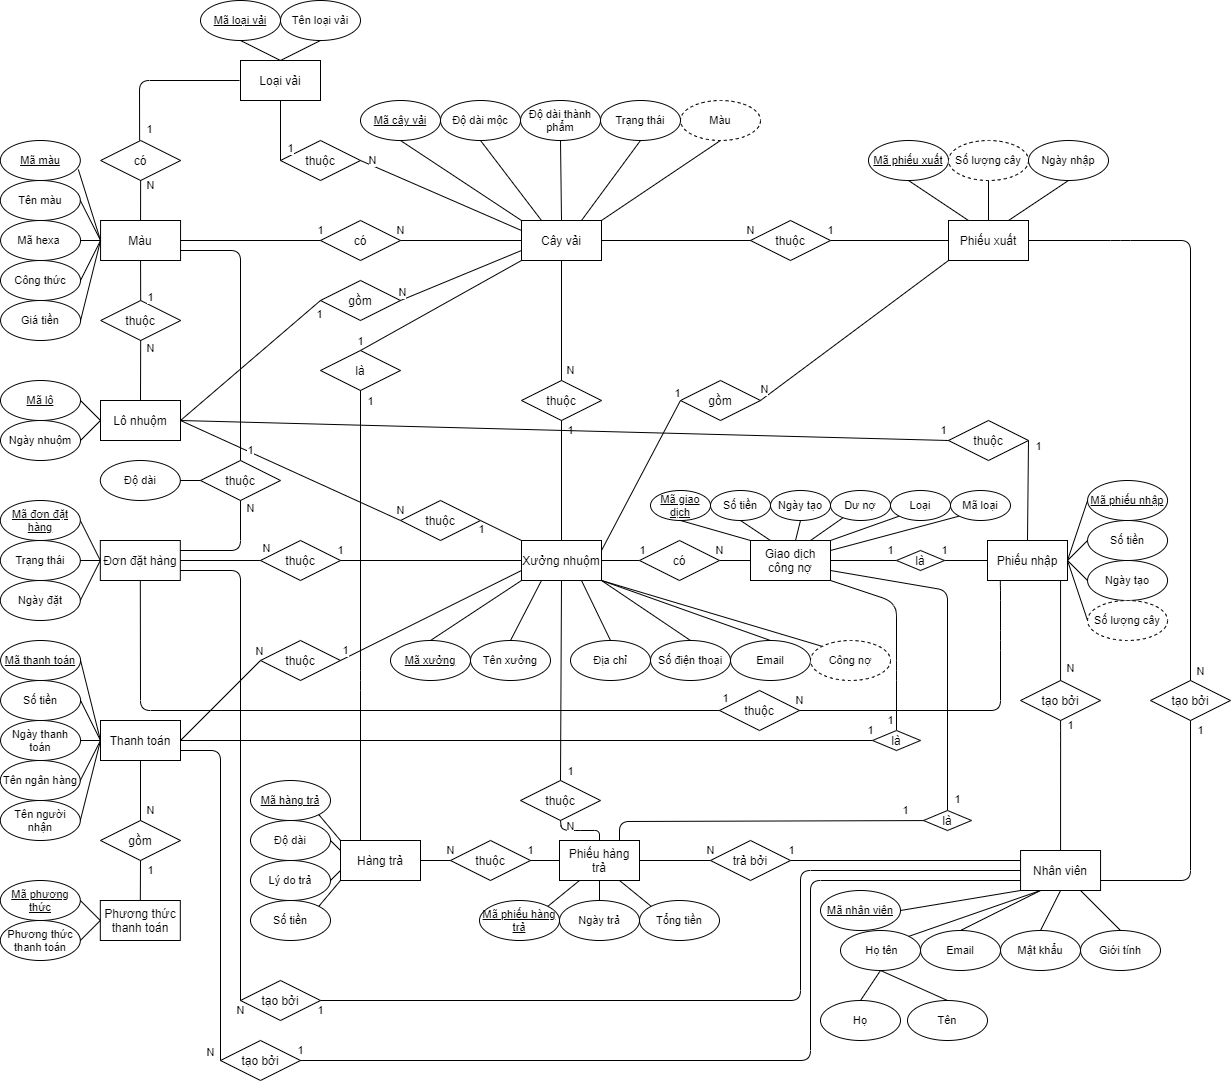 Mã loại vải
Tên loại vải
Loại vải
1
có
N
1
thuộc
N
Mã cây vải
Độ dài mộc
Độ dài thành
phẩm
Trạng thái
Màu
Mã phiếu xuất
Số lượng cây
Ngày nhập
Mã màu
Tên màu
Mã hexa
Công thức
Giá tiền
Màu
1
có
N
Cây vải
N
thuộc
1
Phiếu xuất
1
thuộc
N
1
gồm
N
1
là
1
N
thuộc
1
1
gồm
N
Mã lô
Ngày nhuộm
Lô nhuộm
1
thuộc
1
Độ dài
1
thuộc
N
N
thuộc
1
Mã giao
dịch
Số tiền
Ngày tạo
Dư nợ
Loại
Mã loại
Mã phiếu nhập
Số tiền
Ngày tạo
Số lượng cây
Mã đơn đặt
hàng
Trạng thái
Ngày đặt
Đơn đặt hàng
N
thuộc
1
Xưởng nhuộm
1
có
N
Giao dịch
công nợ
1
là
1
Phiếu nhập
N
thuộc
1
Mã xưởng
Tên xưởng
Địa chỉ
Số điện thoại
Email
Công nợ
Mã thanh toán
Số tiền
Ngày thanh
toán
Tên ngân hàng
Tên người
nhận
Thanh toán
1
thuộc
N
N
tạo bởi
1
N
tạo bởi
1
1
là
1
N
gồm
1
1
thuộc
N
1
là
1
Mã hàng trả
Độ dài
Lý do trả
Số tiền
Hàng trả
N
thuộc
1
Phiếu hàng
trả
N
trả bởi
1
Nhân viên
Mã phương
thức
Phương thức
thanh toán
Phương thức
thanh toán
Mã phiếu hàng
trả
Ngày trả
Tổng tiền
Mã nhân viên
Họ tên
Email
Mật khẩu
Giới tính
Họ
Tên
N
tạo bởi
1
N
tạo bởi
1